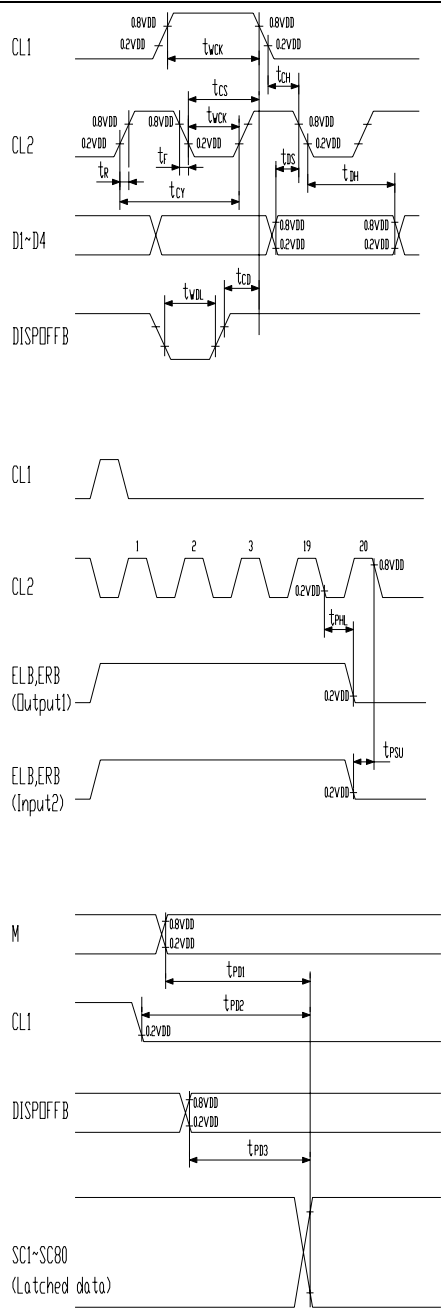 0.8VDD 0.8VDD
CL1 0.2VDD tWCK 0.2VDD
tCH
tCS
0.8VDD 0.8VDD tWCK 0.8VDD
CL2 0.2VDD tF 0.2VDD 0.2VDD
tR tDS tDH
tCY
0.8VDD 0.8VDD
D1~D4 0.2VDD 0.2VDD
tCD
tWDL
DISPOFFB
CL1
1 2 3 19 20
0.8VDD
CL2 0.2VDD
tPHL
ELB,ERB
(Output1) 0.2VDD
tPSU
ELB,ERB 0.2VDD
(Input2)
0.8VDD
M 0.2VDD
tPD1
tPD2
CL1 0.2VDD
0.8VDD
DISPOFFB 0.2VDD
tPD3
SC1~SC80
(Latched data)